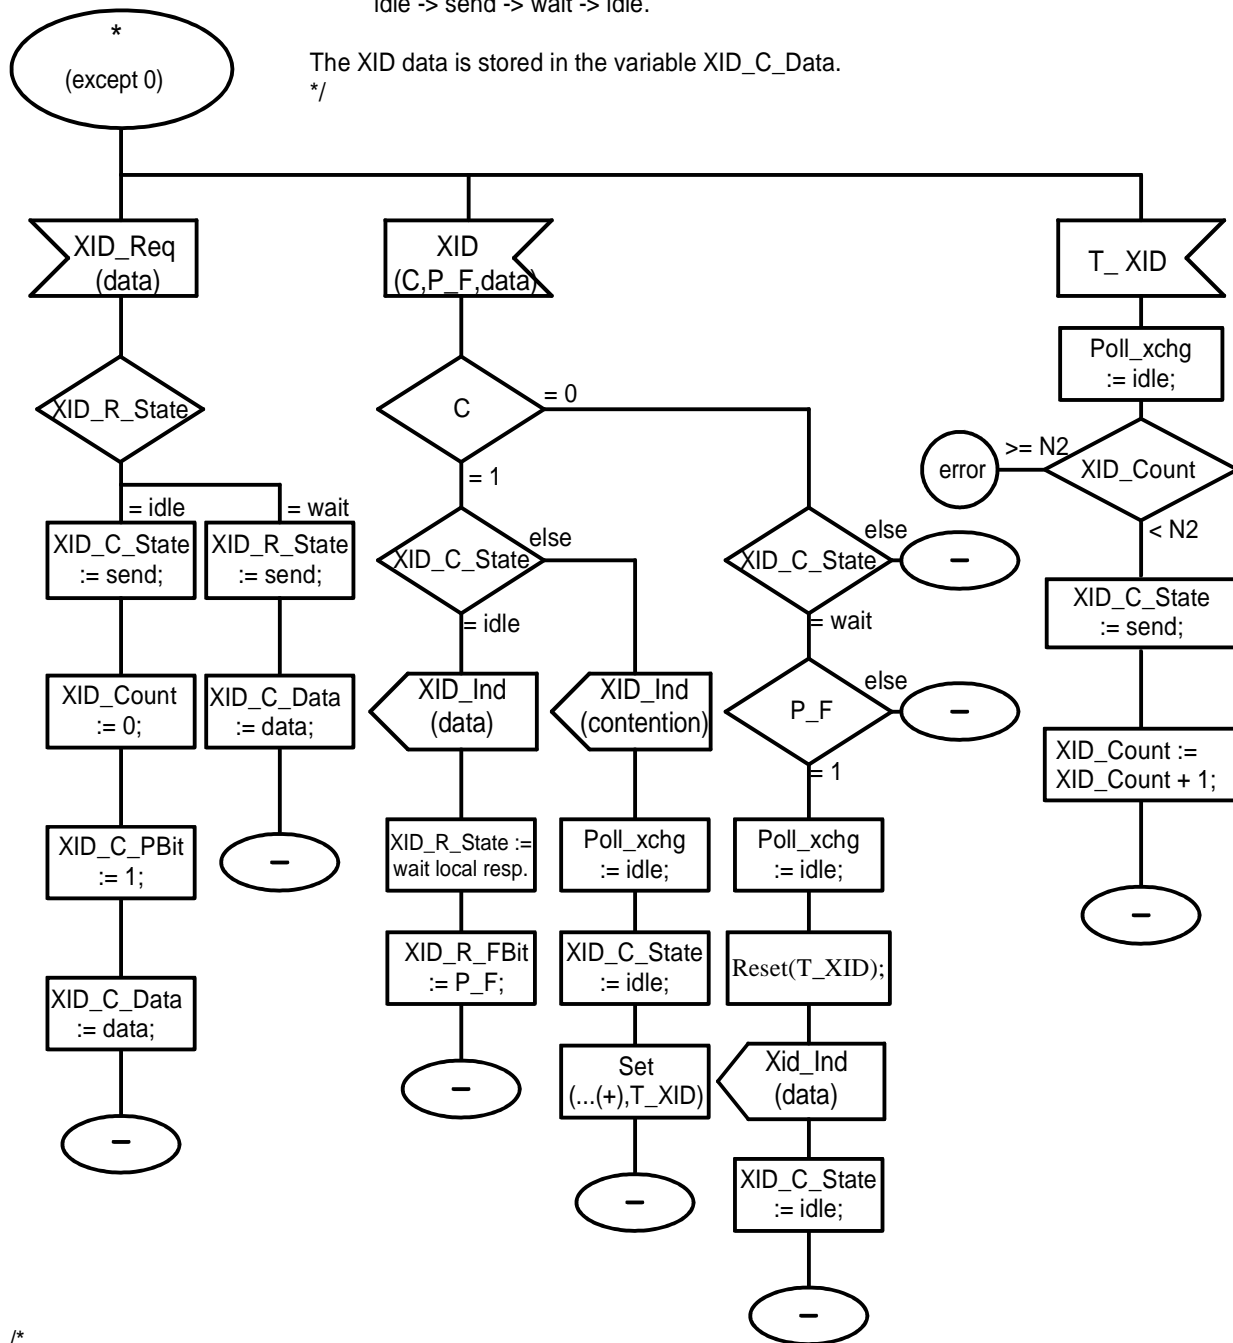 idle -> send -> wait -> idle.
The XID data is stored in the variable XID_C_Data.
*/
*
(except 0)
XID_Req
(data)
XID_R_State
= idle
= wait
XID_C_State
:= send;
XID_R_State
:= send;
XID_Count
:= 0;
XID_C_Data
:= data;
XID_C_PBit
:= 1;
–
XID_C_Data
:= data;
–
XID
(C,P_F,data)
C
= 0
= 1
XID_C_State
else
= idle
XID_Ind
(data)
XID_Ind
(contention)
XID_R_State :=
wait local resp.
Poll_xchg
:= idle;
XID_R_FBit
:= P_F;
XID_C_State
:= idle;
–
Set
(...(+),T_XID)
–
XID_C_State
else
–
= wait
P_F
else
–
= 1
Poll_xchg
:= idle;
Reset(T_XID);
Xid_Ind
(data)
XID_C_State
:= idle;
–
T_ XID
Poll_xchg
:= idle;
XID_Count
>= N2
error
< N2
XID_C_State
:= send;
XID_Count :=
XID_Count + 1;
–
/*